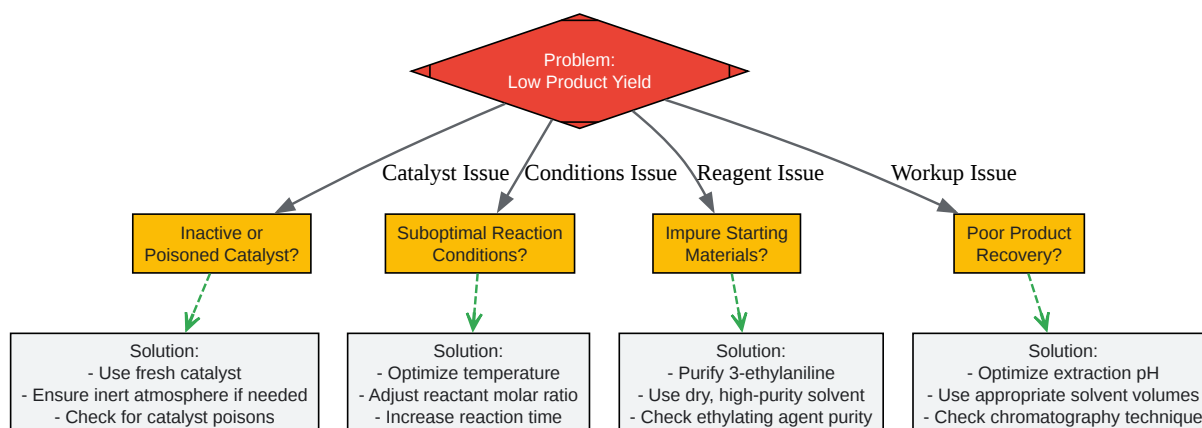 Problem:
Low Product Yield
Catalyst Issue
Conditions Issue
Reagent Issue
Workup Issue
Inactive or
Poisoned Catalyst?
Suboptimal Reaction
Conditions?
Impure Starting
Materials?
Poor Product
Recovery?
Solution:
- Use fresh catalyst
- Ensure inert atmosphere if needed
- Check for catalyst poisons
Solution:
- Optimize temperature
- Adjust reactant molar ratio
- Increase reaction time
Solution:
- Purify 3-ethylaniline
- Use dry, high-purity solvent
- Check ethylating agent purity
Solution:
- Optimize extraction pH
- Use appropriate solvent volumes
- Check chromatography technique